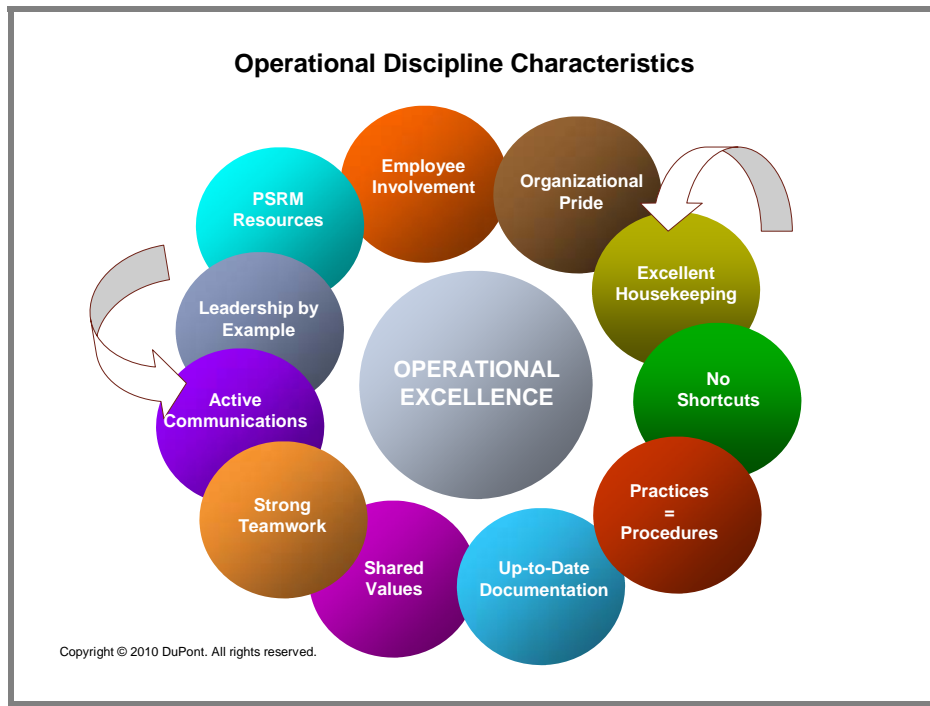 Operational Discipline Characteristics
Employee
Involvement
Organizational
Pride
PSRM
Resources
Excellent
Housekeeping
Leadership by
Example
OPERATIONAL
EXCELLENCE
No
Shortcuts
Active
Communications
Practices
=
Procedures
Strong
Teamwork
Shared
Values
Up-to-Date
Documentation
Copyright © 2010 DuPont. All rights reserved.